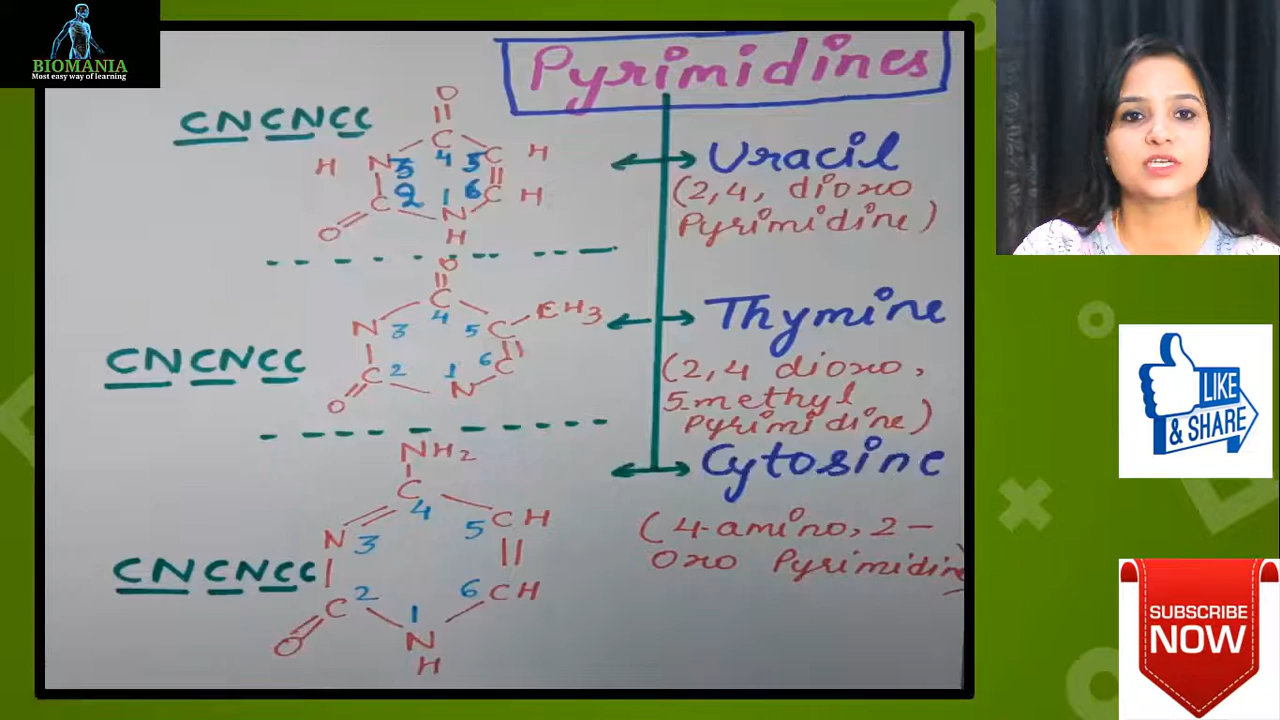 BIOMANIA
Most easy way of learning
Pyrimidines
CNCNCC
O
C
N 3 4 5 C H
H
2 1 6 C H
C
N
O
H
Uracil
(2,4, dioxo
Pyrimidine)
O
C
CH3
N 3 4 5 C
CNCNCC
C 2 1 6 C
N
O
Thymine
(2,4 dioxo,
5-methyl
Pyrimidine)
NH2
C
4
N 3 5 CH
CNCNCC
C 2 1 6 CH
O
N
H
Cytosine
(4-amino, 2-
Oxo Pyrimidine)
LIKE
& SHARE
SUBSCRIBE
NOW